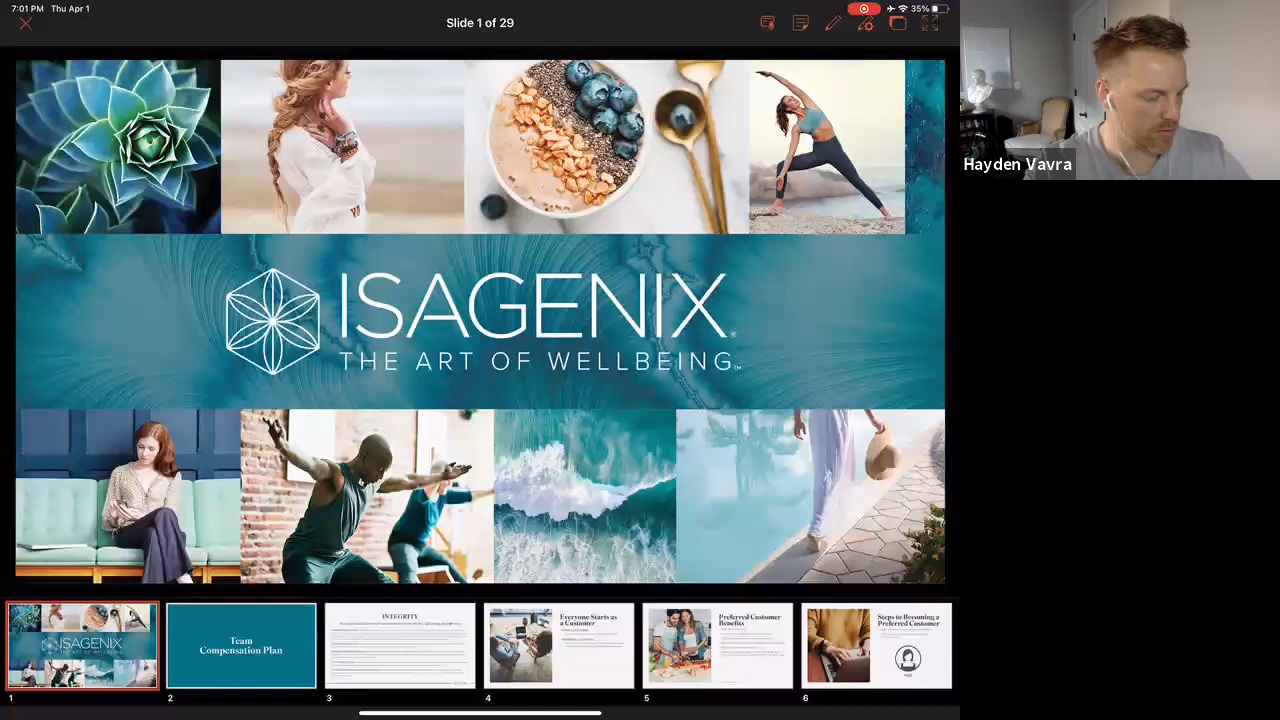 7:01 PM Thu Apr 1
35%
Slide 1 of 29
Hayden Vavra
ISAGENIX®
THE ART OF WELLBEING™
ISAGENIX
Team
Compensation Plan
INTEGRITY
Everyone Starts as
a Customer
Preferred Customer
Benefits
Steps to Becoming a
Preferred Customer
1
2
3
4
5
6